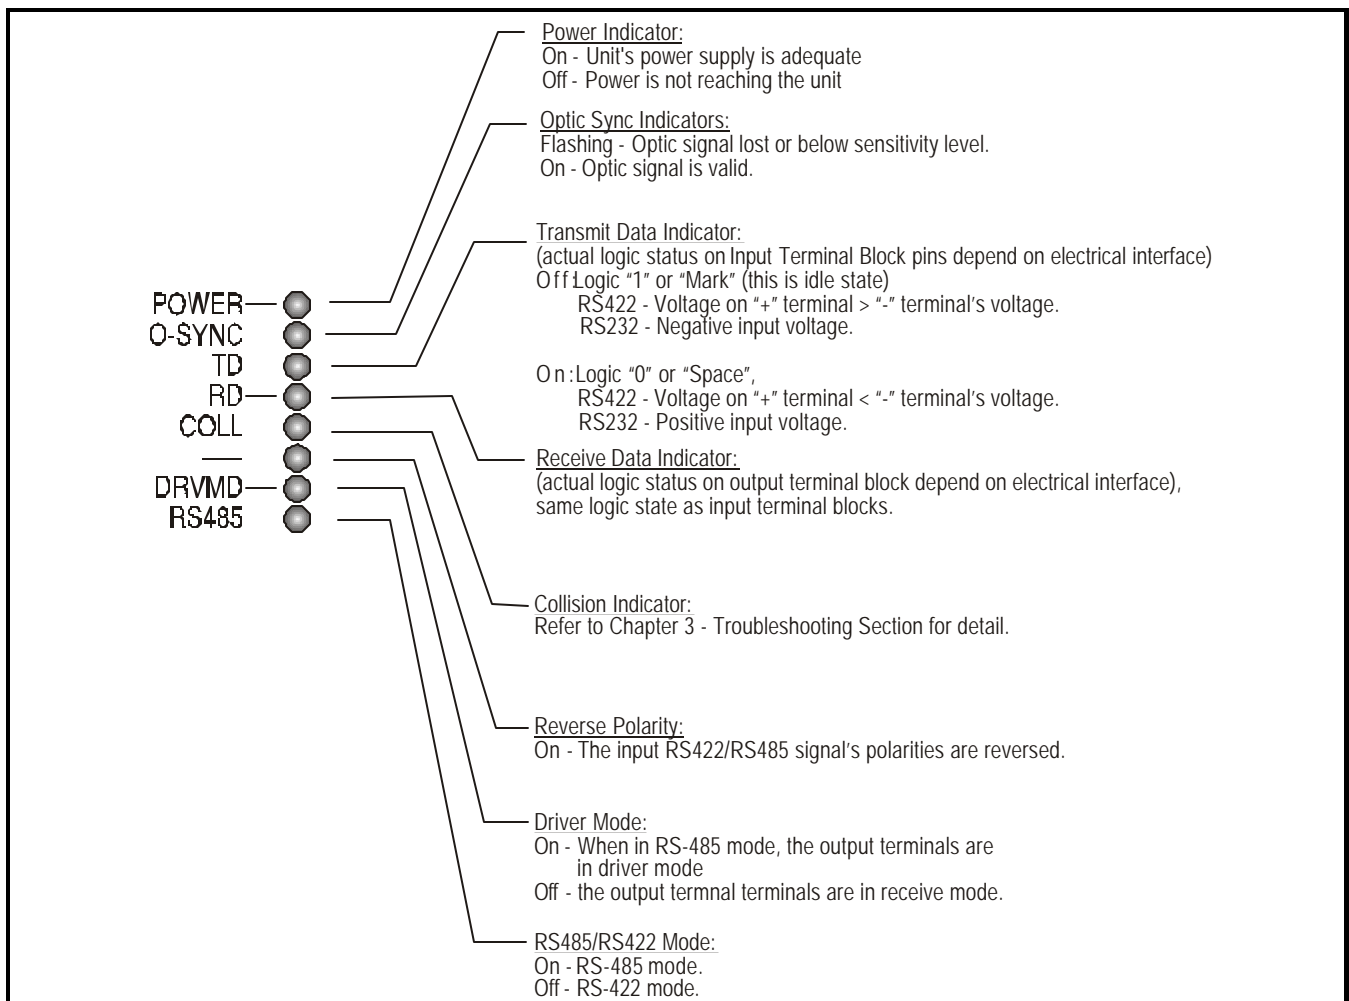 Power Indicator:
On - Unit's power supply is adequate
Off - Power is not reaching the unit
Optic Sync Indicators:
Flashing - Optic signal lost or below sensitivity level.
On - Optic signal is valid.
Transmit Data Indicator:
(actual logic status on Input Terminal Block pins depend on electrical interface)
Off:Logic “1” or “Mark” (this is idle state)
RS422 - Voltage on “+” terminal > “-” terminal’s voltage.
RS232 - Negative input voltage.
On:Logic “0” or “Space”,
RS422 - Voltage on “+” terminal < “-” terminal’s voltage.
RS232 - Positive input voltage.
Receive Data Indicator:
(actual logic status on output terminal block depend on electrical interface),
same logic state as input terminal blocks.
Collision Indicator:
Refer to Chapter 3 - Troubleshooting Section for detail.
Reverse Polarity:
On - The input RS422/RS485 signal’s polarities are reversed.
Driver Mode:
On - When in RS-485 mode, the output terminals are
in driver mode
Off - the output termnal terminals are in receive mode.
RS485/RS422 Mode:
On - RS-485 mode.
Off - RS-422 mode.
POWER
O-SYNC
TD
RD
COLL
DRVMD
RS485